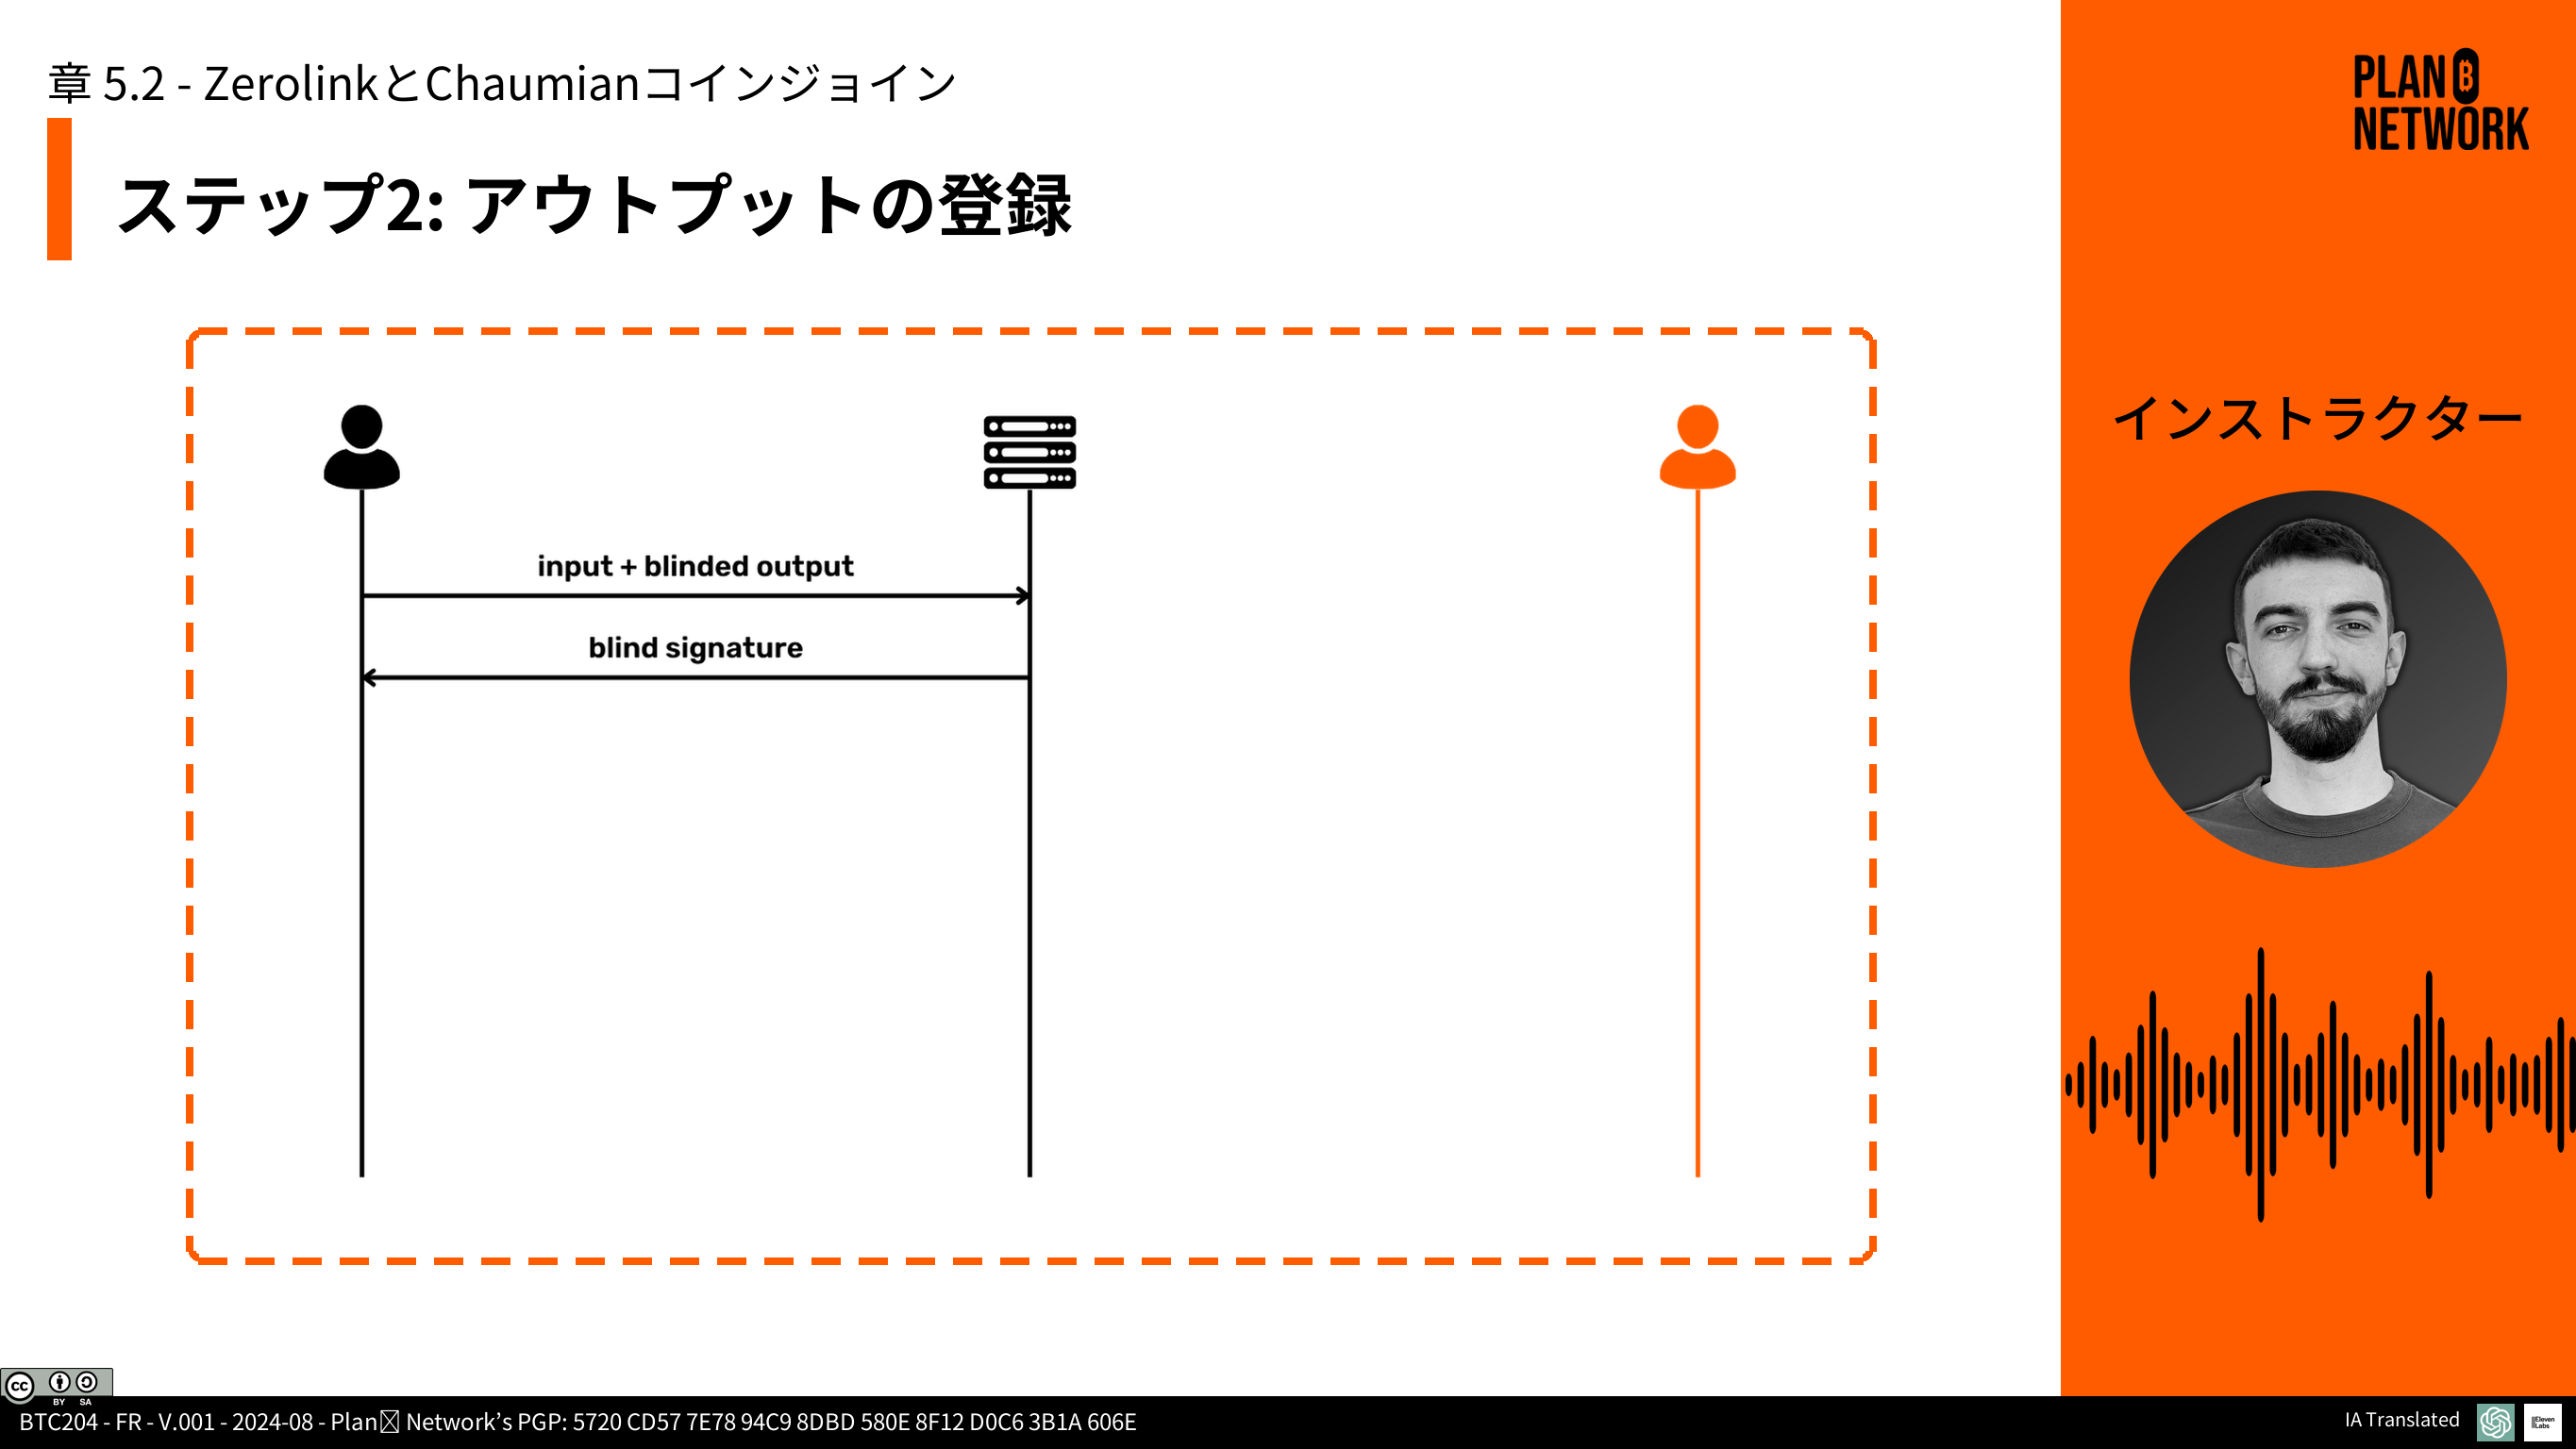 章 5.2 - ZerolinkとChaumianコインジョイン
ステップ2: アウトプットの登録
PLAN B
NETWORK
インストラクター
input + blinded output
blind signature
cc
BY SA
BTC204 - FR - V.001 - 2024-08 - Plan Network’s PGP: 5720 CD57 7E78 94C9 8DBD 580E 8F12 D0C6 3B1A 606E
IA Translated
IIElevenLabs